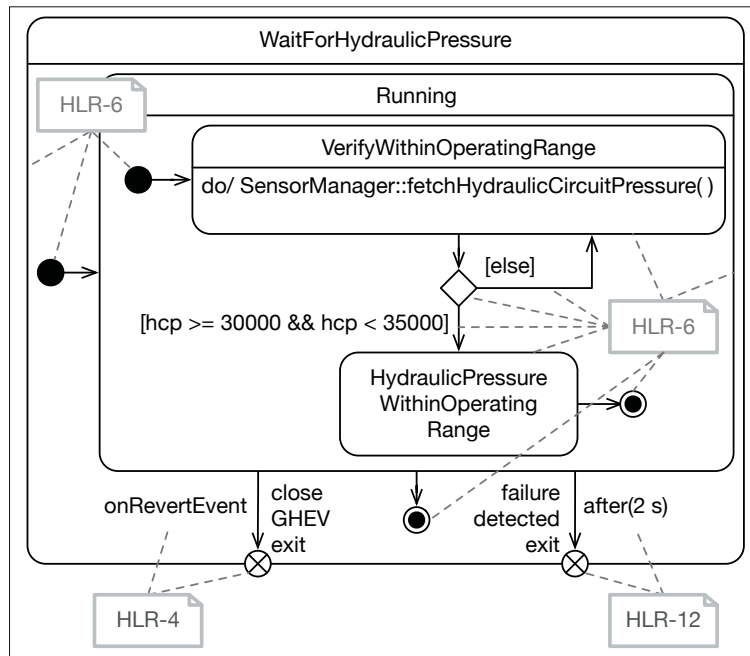 WaitForHydraulicPressure
HLR-6
Running
VerifyWithinOperatingRange
do/ SensorManager::fetchHydraulicCircuitPressure( )
[else]
[hcp >= 30000 && hcp < 35000]
HLR-6
HydraulicPressure
WithinOperating
Range
onRevertEvent
close
GHEV
exit
failure
detected
exit
after(2 s)
HLR-4
HLR-12